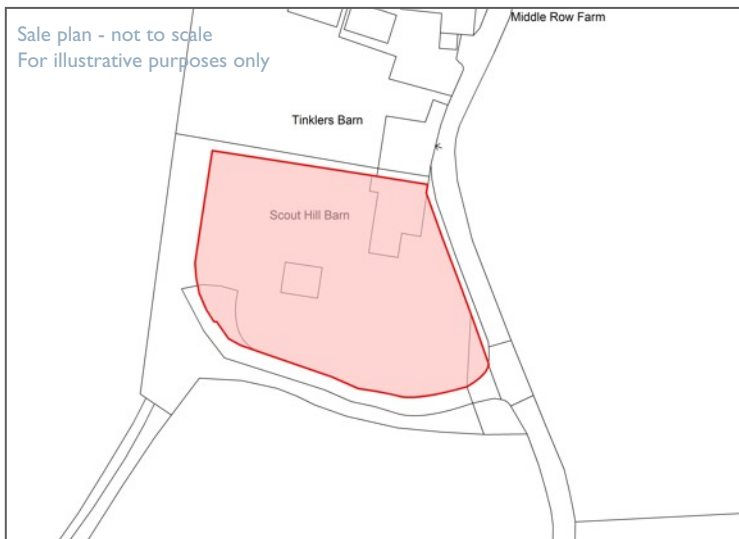 Middle Row Farm
Sale plan - not to scale
For illustrative purposes only
Tinklers Barn
Scout Hill Barn